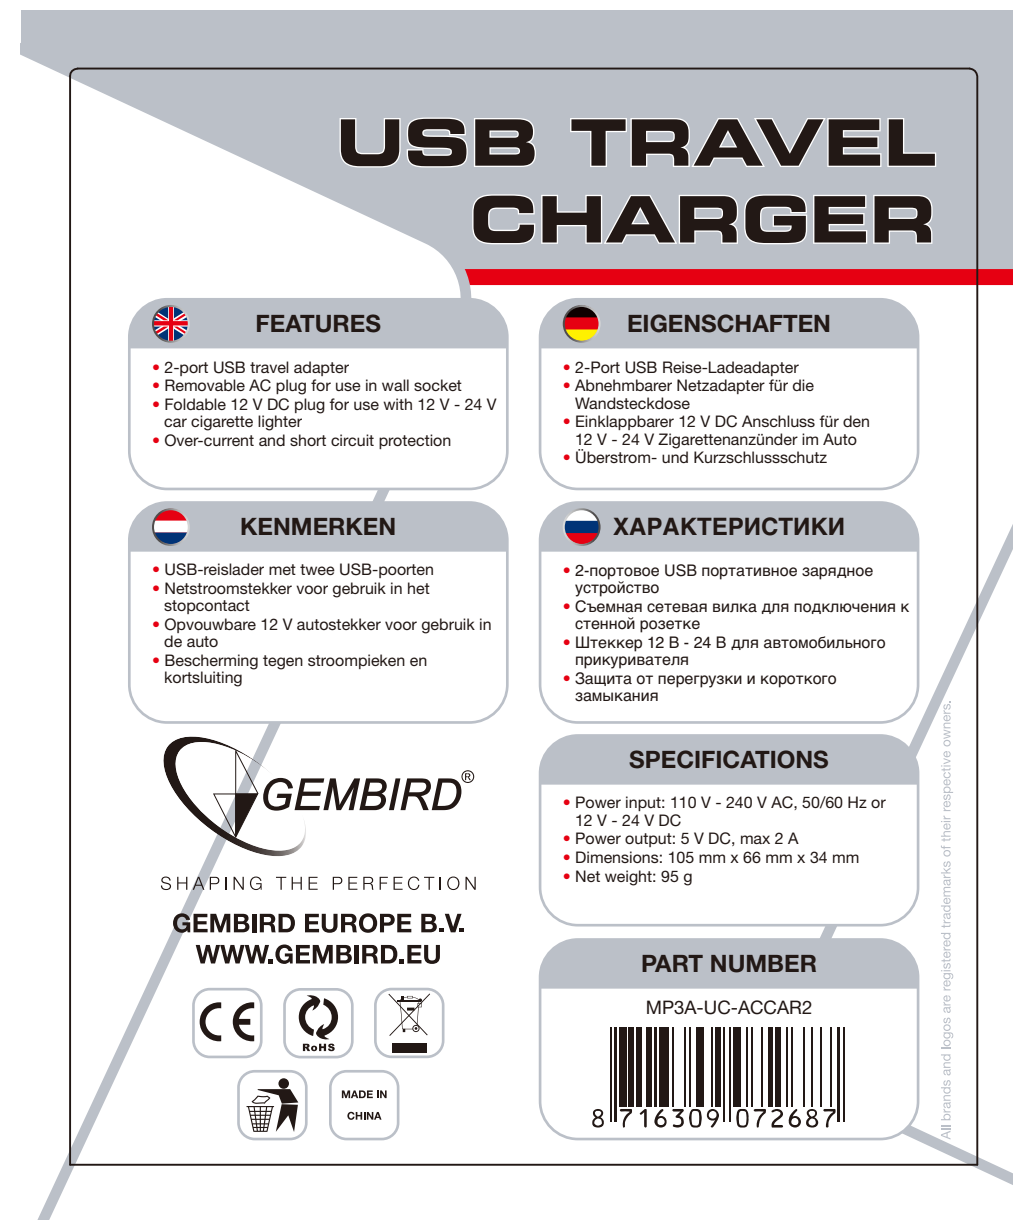 USB TRAVEL
CHARGER
FEATURES
• 2-port USB travel adapter
• Removable AC plug for use in wall socket
• Foldable 12 V DC plug for use with 12 V - 24 V
car cigarette lighter
• Over-current and short circuit protection
EIGENSCHAFTEN
• 2-Port USB Reise-Ladeadapter
• Abnehmbarer Netzadapter für die
Wandsteckdose
• Einklappbarer 12 V DC Anschluss für den
12 V - 24 V Zigarettenanzünder im Auto
• Überstrom- und Kurzschlussschutz
KENMERKEN
• USB-reislader met twee USB-poorten
• Netstroomstekker voor gebruik in het
stopcontact
• Opvouwbare 12 V autostekker voor gebruik in
de auto
• Bescherming tegen stroompieken en
kortsluiting
ХАРАКТЕРИСТИКИ
• 2-портовое USB портативное зарядное
устройство
• Съемная сетевая вилка для подключения к
стенной розетке
• Штеккер 12 В - 24 В для автомобильного
прикуривателя
• Защита от перегрузки и короткого
замыкания
GEMBIRD®
SHAPING THE PERFECTION
GEMBIRD EUROPE B.V.
WWW.GEMBIRD.EU
CE
RoHS
MADE IN
CHINA
SPECIFICATIONS
• Power input: 110 V - 240 V AC, 50/60 Hz or
12 V - 24 V DC
• Power output: 5 V DC, max 2 A
• Dimensions: 105 mm x 66 mm x 34 mm
• Net weight: 95 g
PART NUMBER
MP3A-UC-ACCAR2
8 716309 072687
All brands and logos are registered trademarks of their respective owners.